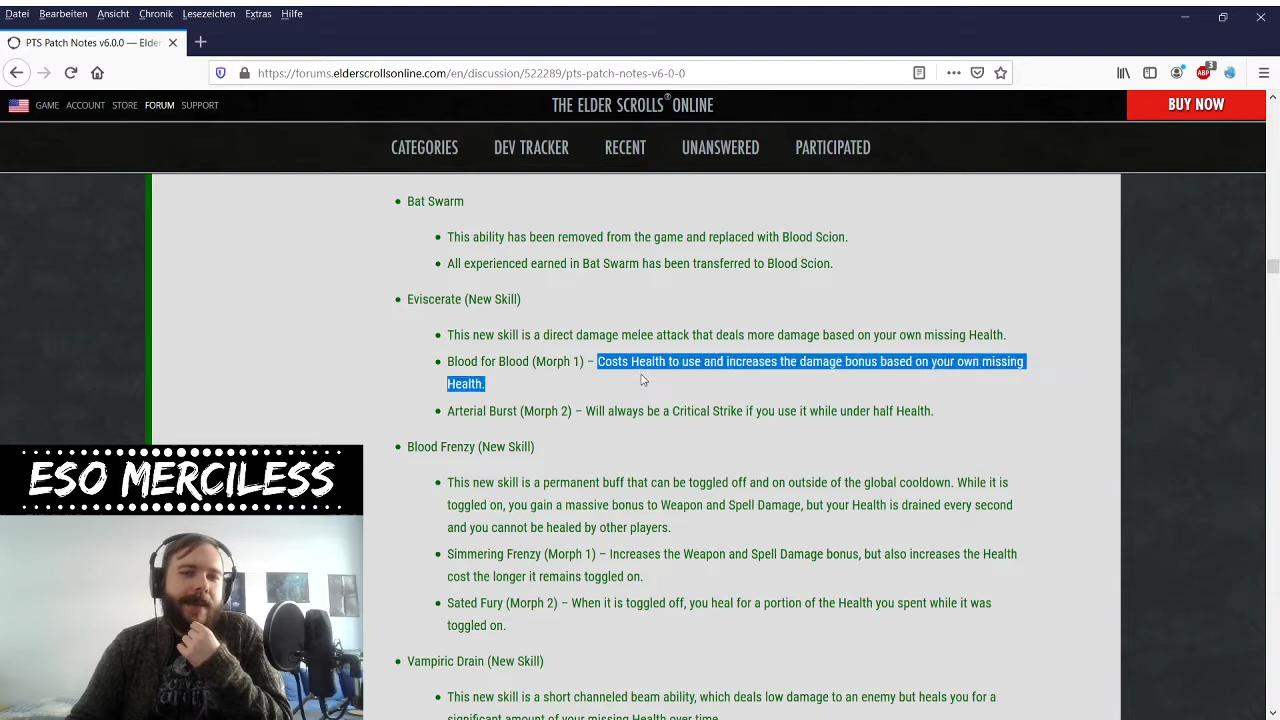 Datei Bearbeiten Ansicht Chronik Lesezeichen Extras Hilfe
PTS Patch Notes v6.0.0 — Elder
https://forums.elderscrollsonline.com/en/discussion/522289/pts-patch-notes-v6-0-0
ABP 3
GAME ACCOUNT STORE FORUM SUPPORT
THE ELDER SCROLLS® ONLINE
BUY NOW
CATEGORIES DEV TRACKER RECENT UNANSWERED PARTICIPATED
• Bat Swarm
• This ability has been removed from the game and replaced with Blood Scion.
• All experienced earned in Bat Swarm has been transferred to Blood Scion.
• Eviscerate (New Skill)
• This new skill is a direct damage melee attack that deals more damage based on your own missing Health.
• Blood for Blood (Morph 1) – Costs Health to use and increases the damage bonus based on your own missing
Health.
• Arterial Burst (Morph 2) – Will always be a Critical Strike if you use it while under half Health.
• Blood Frenzy (New Skill)
• This new skill is a permanent buff that can be toggled off and on outside of the global cooldown. While it is
toggled on, you gain a massive bonus to Weapon and Spell Damage, but your Health is drained every second
and you cannot be healed by other players.
• Simmering Frenzy (Morph 1) – Increases the Weapon and Spell Damage bonus, but also increases the Health
cost the longer it remains toggled on.
• Sated Fury (Morph 2) – When it is toggled off, you heal for a portion of the Health you spent while it was
toggled on.
• Vampiric Drain (New Skill)
• This new skill is a short channeled beam ability, which deals low damage to an enemy but heals you for a
significant amount of your missing Health over time.
ESO MERCILESS